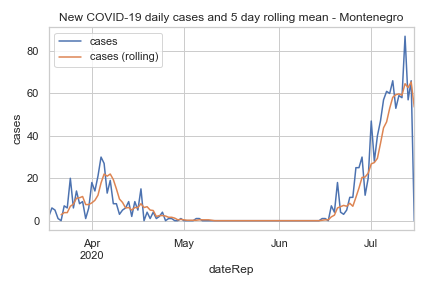 New COVID-19 daily cases and 5 day rolling mean - Montenegro
cases
cases (rolling)
80
60
40
20
0
cases
Apr
2020
May
Jun
Jul
dateRep